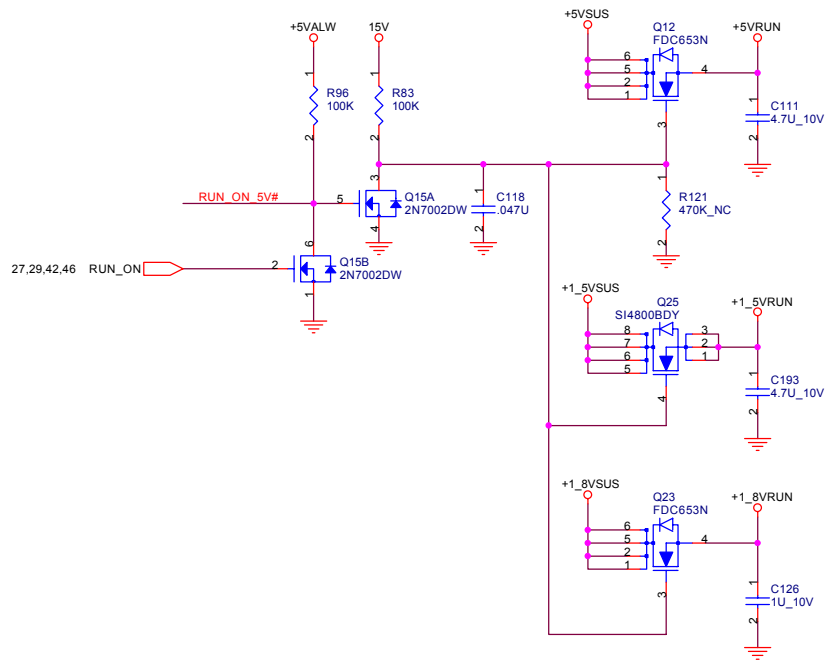 +5VALW
15V
1
R96
100K
2
1
R83
100K
2
RUN_ON_5V#
5
3
Q15A
2N7002DW
4
1
C118
.047U
2
27,29,42,46 RUN_ON
2
6
Q15B
2N7002DW
1
+5VSUS
Q12
FDC653N
+5VRUN
6
5
2
1
4
3
1
C111
4.7U_10V
2
1
R121
470K_NC
2
+1_5VSUS
Q25
SI4800BDY
+1_5VRUN
8
7
6
5
3
2
1
4
1
C193
4.7U_10V
2
+1_8VSUS
Q23
FDC653N
+1_8VRUN
6
5
2
1
4
3
1
C126
1U_10V
2